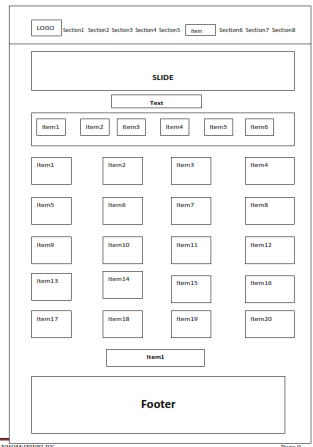 LOGO Section1 Section2 Section3 Section4 Section5 Item Section6 Section7 Section8
SLIDE
Text
Item1 Item2 Item3 Item4 Item5 Item6
Item1 Item2 Item3 Item4
Item5 Item6 Item7 Item8
Item9 Item10 Item11 Item12
Item13 Item14 Item15 Item16
Item17 Item18 Item19 Item20
Item1
Footer